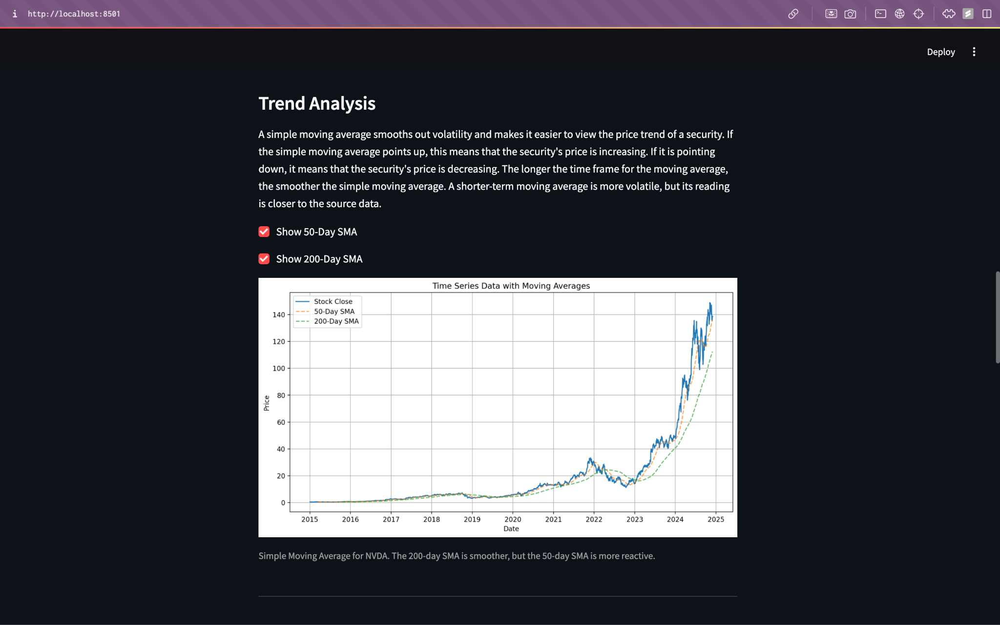 http://localhost:8501
Deploy
Trend Analysis
A simple moving average smooths out volatility and makes it easier to view the price trend of a security. If
the simple moving average points up, this means that the security's price is increasing. If it is pointing
down, it means that the security's price is decreasing. The longer the time frame for the moving average,
the smoother the simple moving average. A shorter-term moving average is more volatile, but its reading
is closer to the source data.
Show 50-Day SMA
Show 200-Day SMA
Time Series Data with Moving Averages
Stock Close
50-Day SMA
200-Day SMA
140
120
100
80
60
40
20
0
Price
2015 2016 2017 2018 2019 2020 2021 2022 2023 2024 2025
Date
Simple Moving Average for NVDA. The 200-day SMA is smoother, but the 50-day SMA is more reactive.